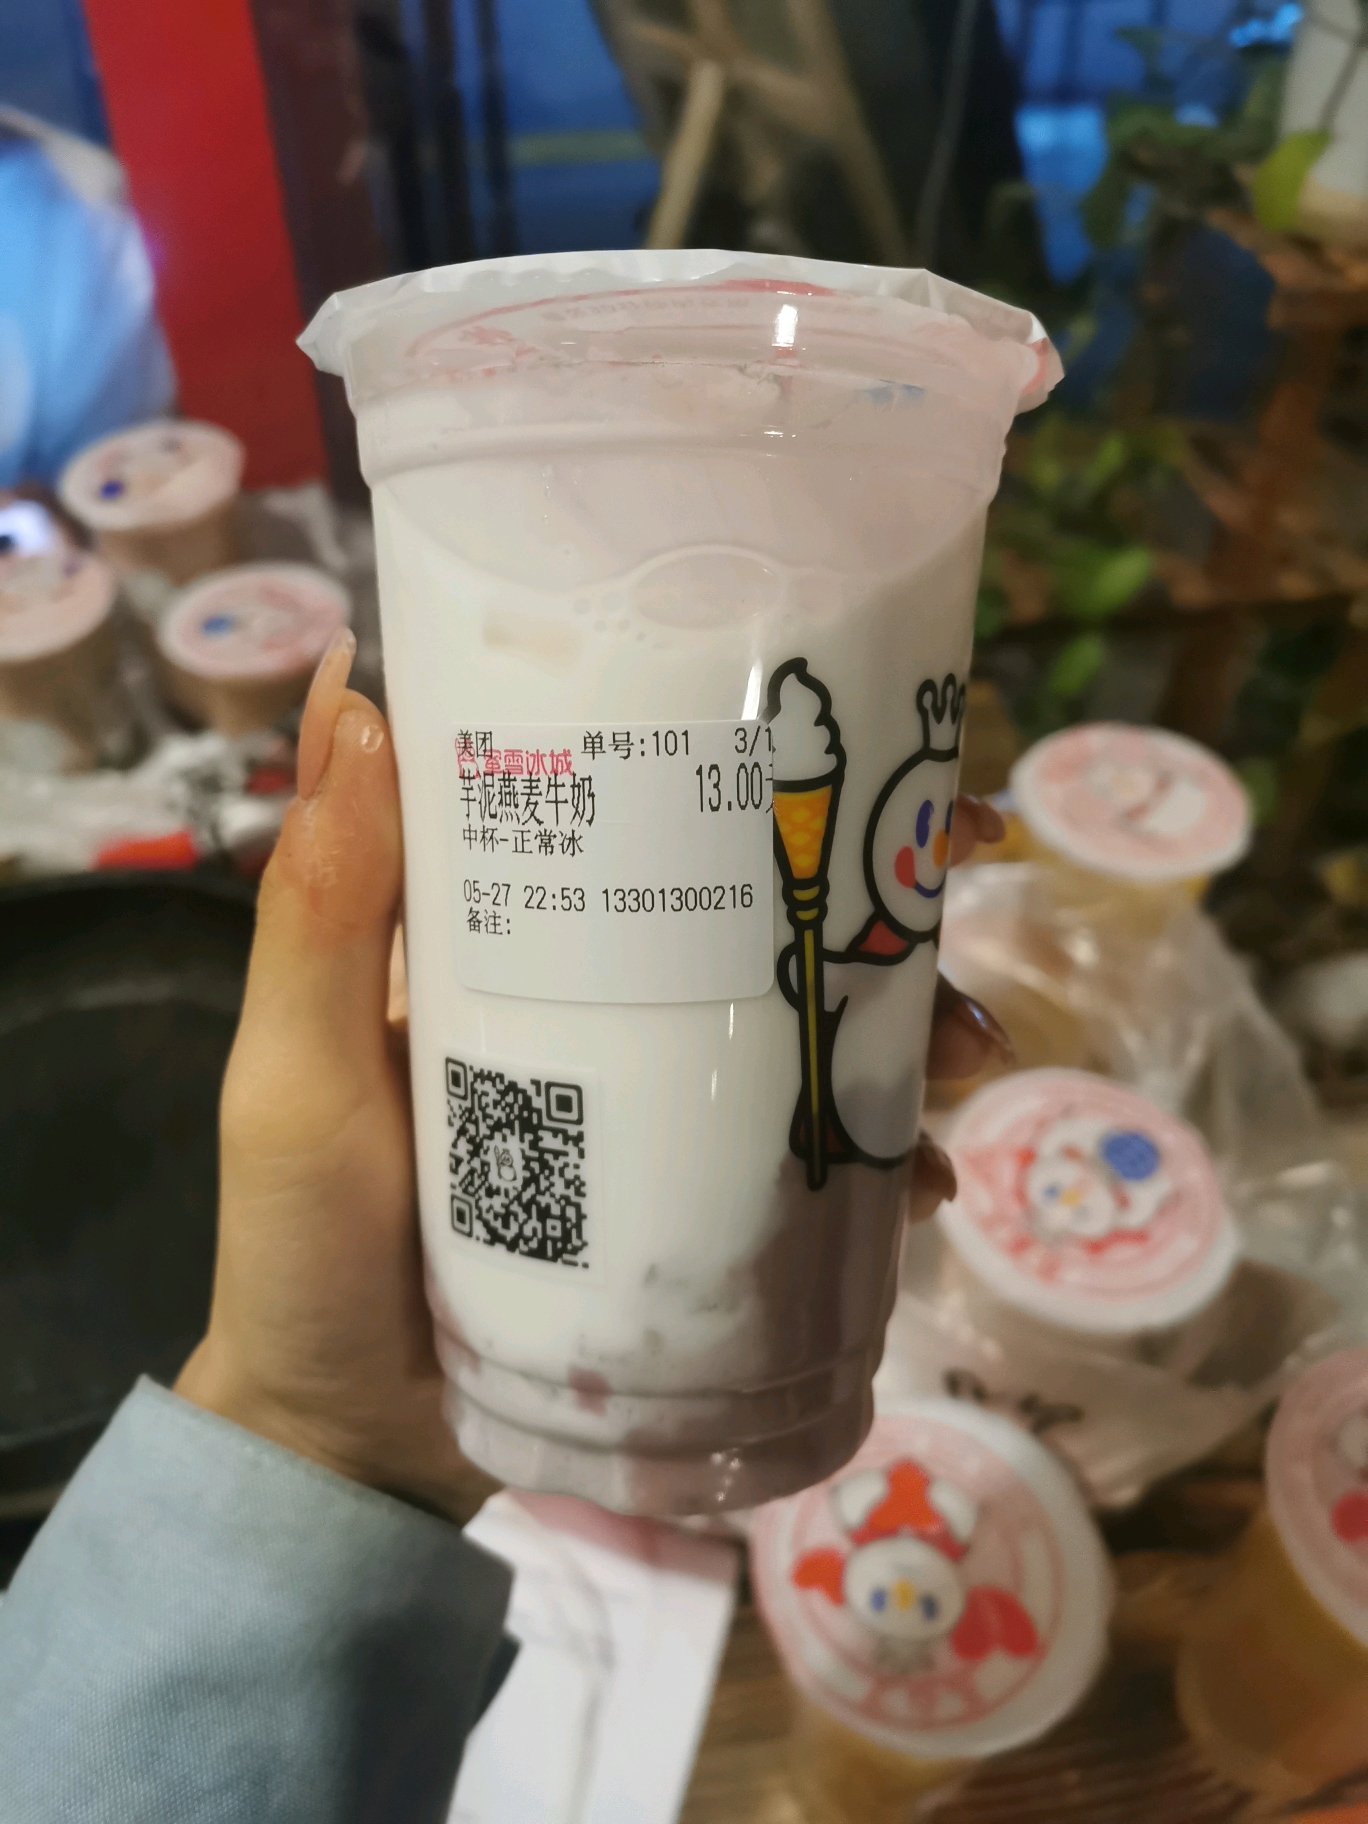 美团 单号:101 3/1
蜜雪冰城
芋泥燕麦牛奶 13.00
中杯-正常冰
05-27 22:53 13301300216
备注: